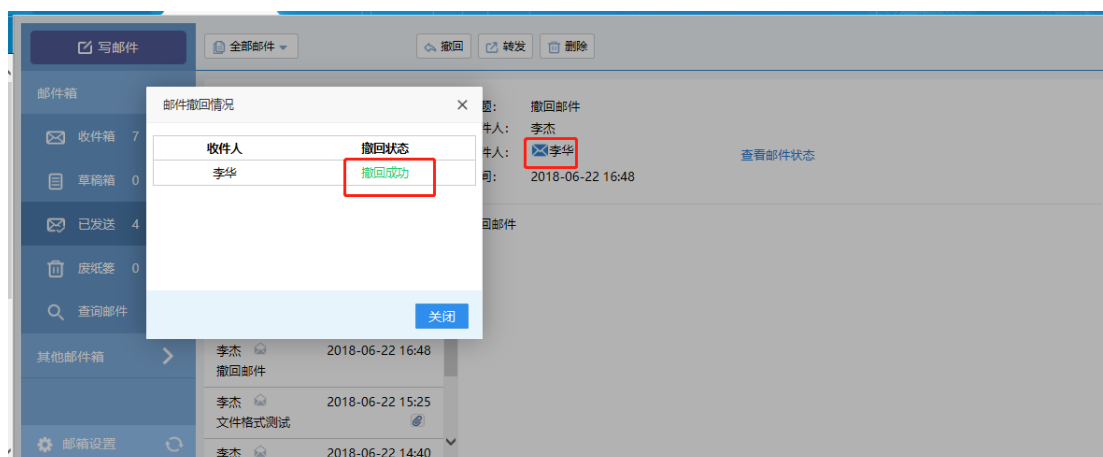 写邮件
全部邮件
撤回
转发
删除
邮件箱
收件箱 7
草稿箱 0
已发送 4
废纸篓 0
查询邮件
其他邮件箱
邮箱设置
邮件撤回情况
收件人 撤回状态
李华 撤回成功
关闭
题: 撤回邮件
件人: 李杰
件人: 李华 查看邮件状态
间: 2018-06-22 16:48
回邮件
李杰 2018-06-22 16:48
撤回邮件
李杰 2018-06-22 15:25
文件格式测试
李杰 2018-06-22 14:40